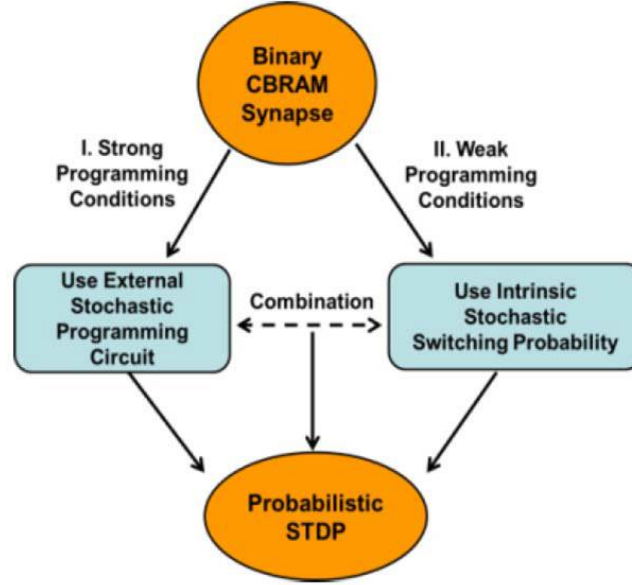 Binary
CBRAM
Synapse
I. Strong
Programming
Conditions
II. Weak
Programming
Conditions
Use External
Stochastic
Programming
Circuit
Combination
Use Intrinsic
Stochastic
Switching Probability
Probabilistic
STDP